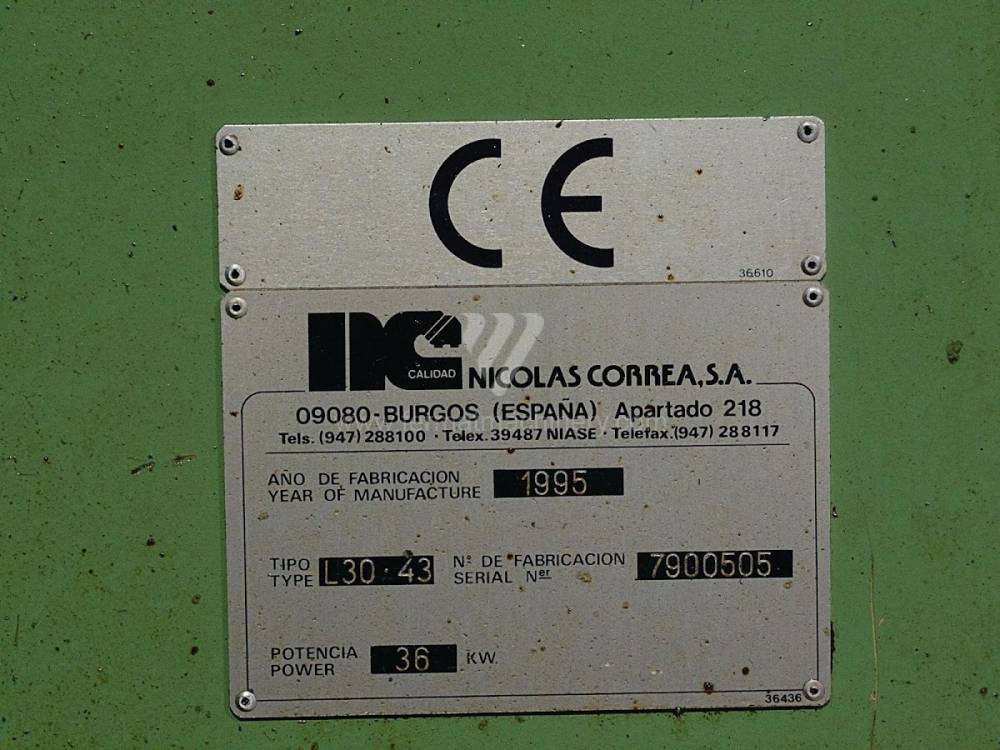 CE
36610
NC
CALIDAD
NICOLAS CORREA, S.A.
09080-BURGOS (ESPAÑA) Apartado 218
Tels. (947) 288100 · Telex. 39487 NIASE · Telefax. (947) 288117
AÑO DE FABRICACION
YEAR OF MANUFACTURE 1995
TIPO
TYPE L30·43
Nº DE FABRICACION
SERIAL Ner 7900505
POTENCIA
POWER 36 KW.
36436